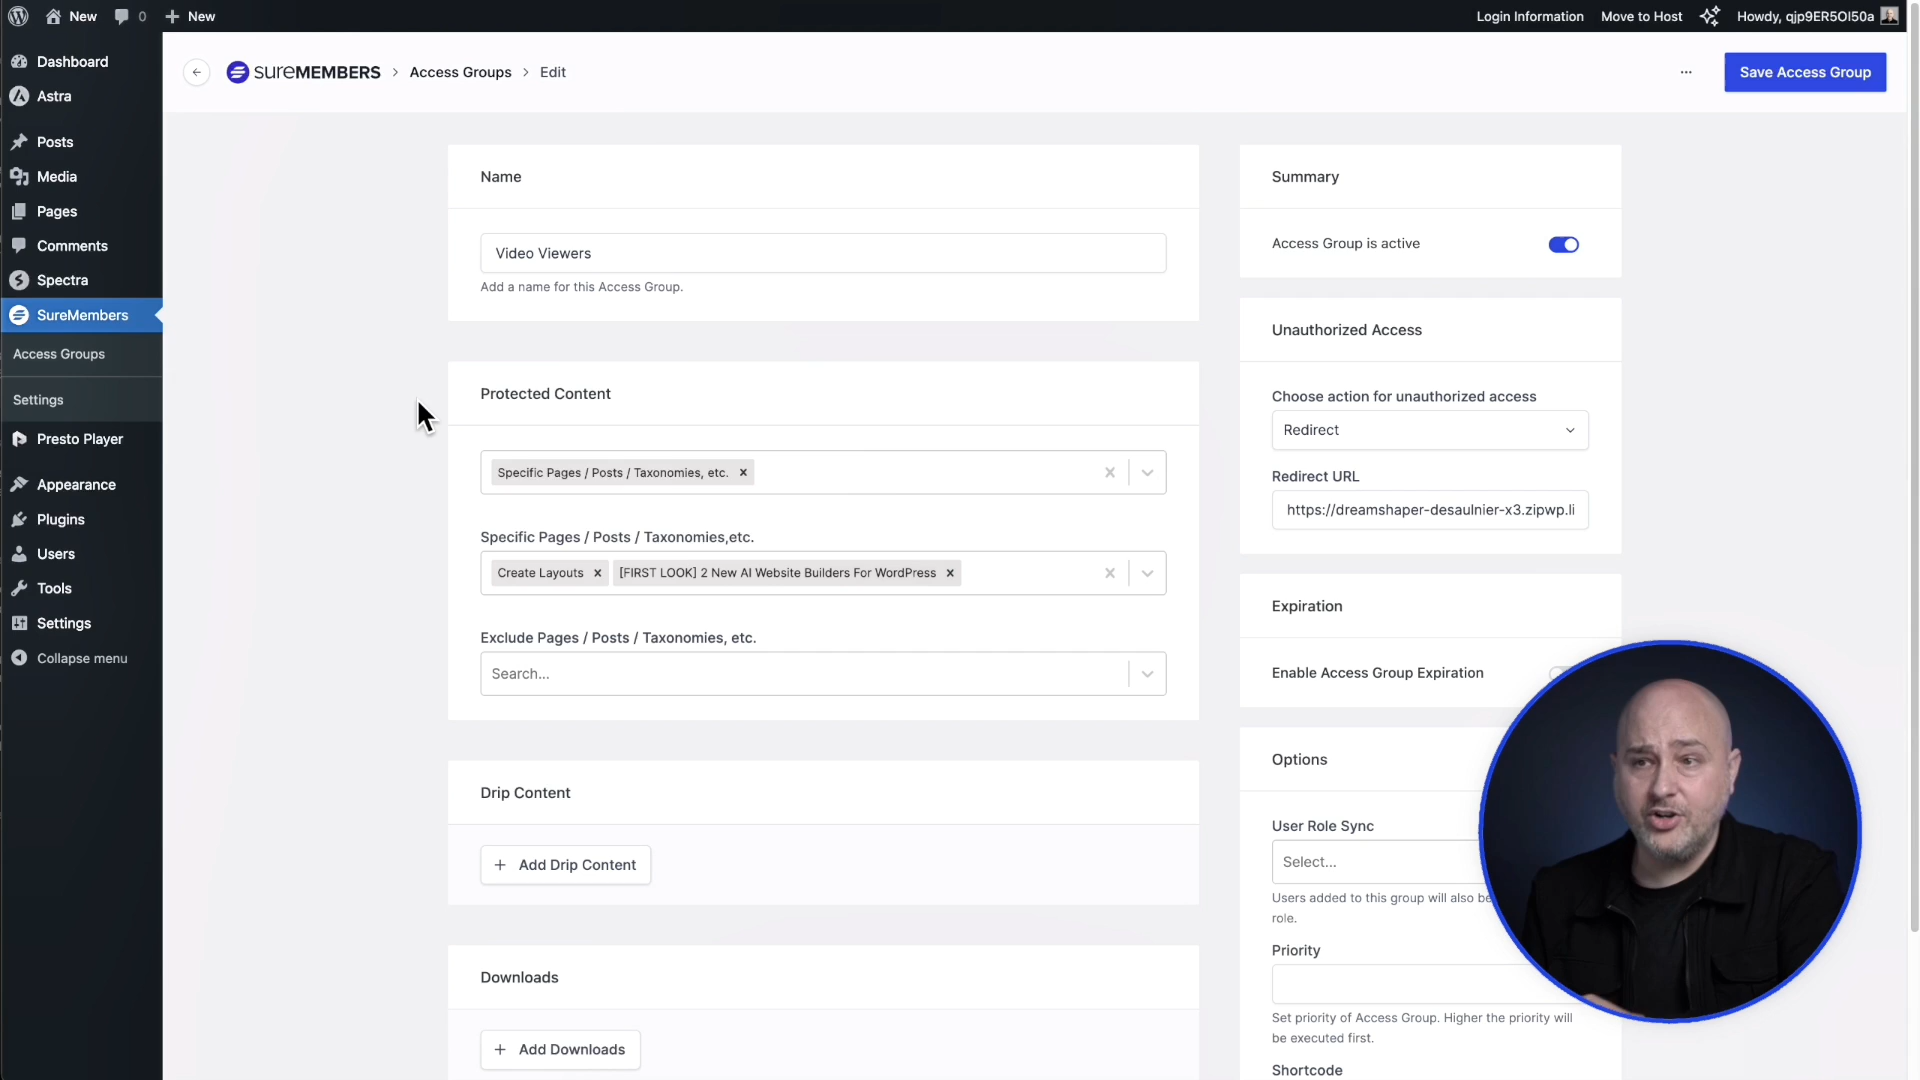 New
0
New
Login Information
Move to Host
Howdy, qjp9ER5OI50a
Dashboard
Astra
Posts
Media
Pages
Comments
Spectra
SureMembers
Access Groups
Settings
Presto Player
Appearance
Plugins
Users
Tools
Settings
Collapse menu
sureMEMBERS > Access Groups > Edit
...
Save Access Group
Name
Video Viewers
Add a name for this Access Group.
Protected Content
Specific Pages / Posts / Taxonomies, etc.
Specific Pages / Posts / Taxonomies,etc.
Create Layouts
[FIRST LOOK] 2 New AI Website Builders For WordPress
Exclude Pages / Posts / Taxonomies, etc.
Search...
Drip Content
+ Add Drip Content
Downloads
+ Add Downloads
Summary
Access Group is active
Unauthorized Access
Choose action for unauthorized access
Redirect
Redirect URL
https://dreamshaper-desaulnier-x3.zipwp.li
Expiration
Enable Access Group Expiration
Options
User Role Sync
Select...
Users added to this group will also be
role.
Priority
Set priority of Access Group. Higher the priority will
be executed first.
Shortcode